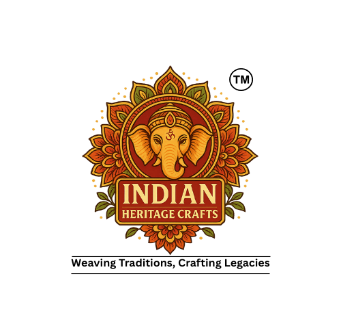 TM
ॐ
INDIAN
HERITAGE CRAFTS
Weaving Traditions, Crafting Legacies